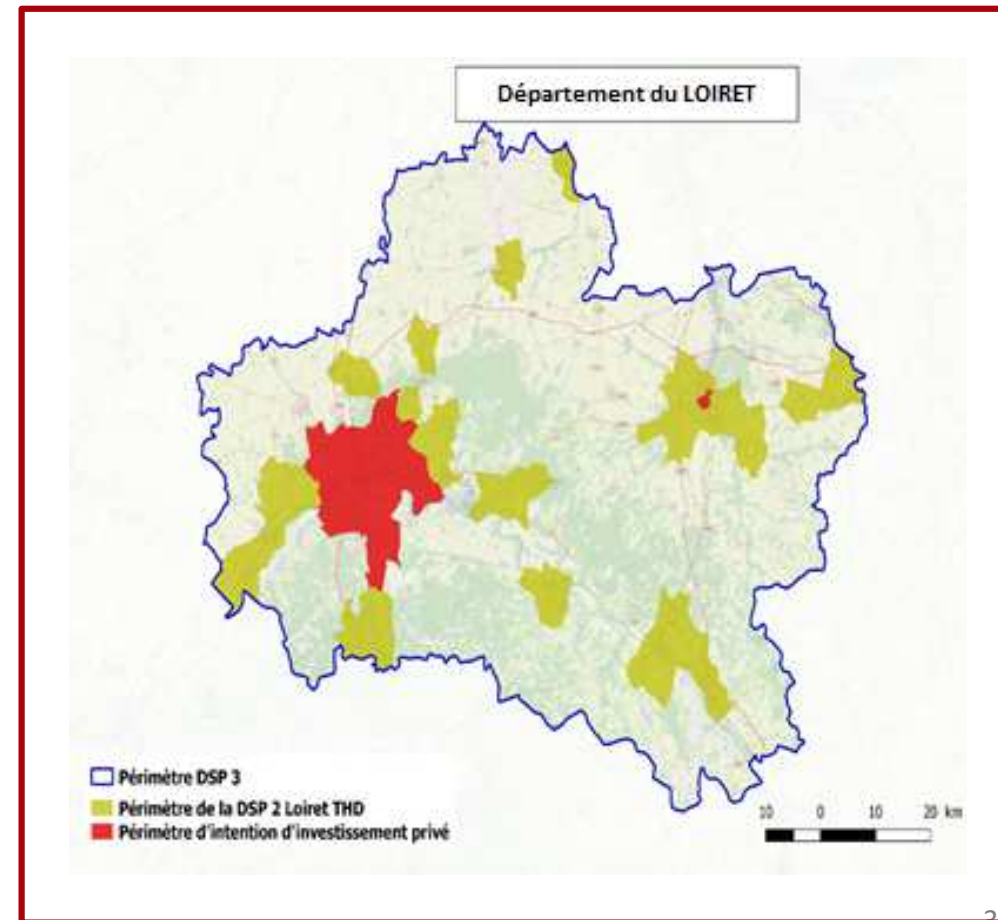 Département du LOIRET
Périmètre DSP 3
Périmètre de la DSP 2 Loiret THD
Périmètre d'intention d'investissement privé
10 0 10 20 km